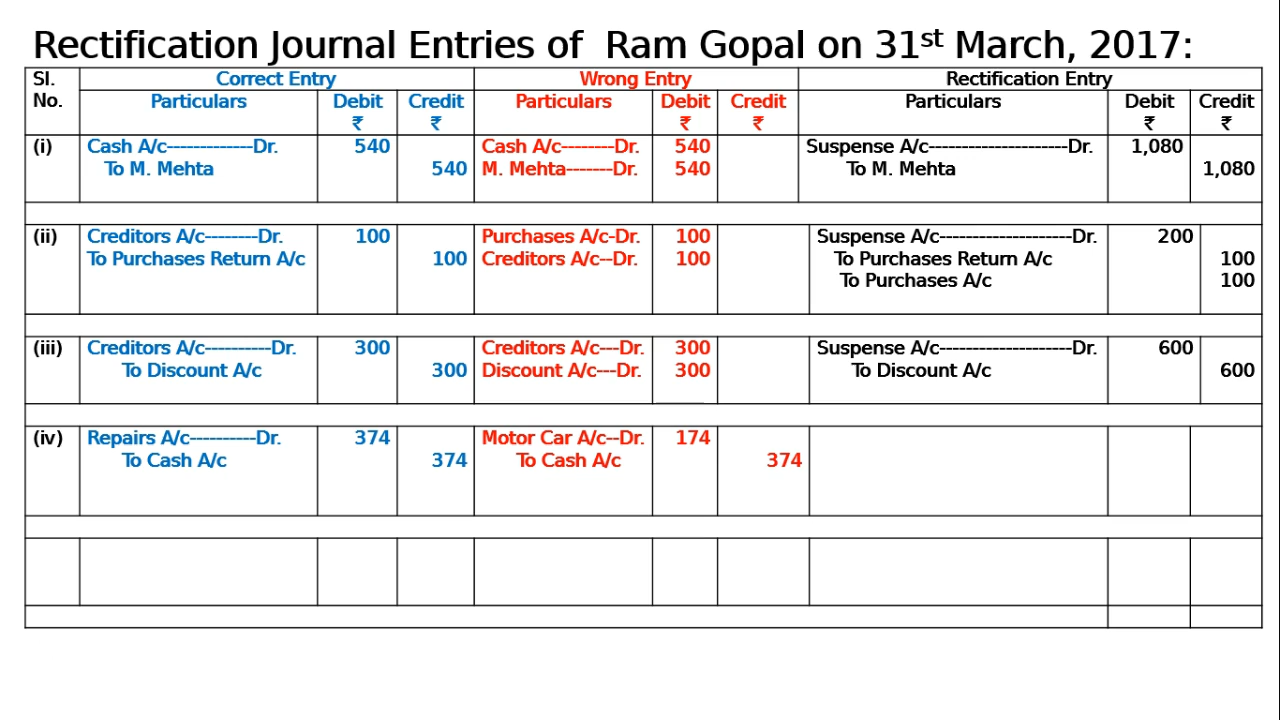 Rectification Journal Entries of Ram Gopal on 31st March, 2017:
Sl. Correct Entry Wrong Entry Rectification Entry
No. Particulars Debit Credit Particulars Debit Credit Particulars Debit Credit
₹ ₹ ₹ ₹ ₹ ₹
(i) Cash A/c-------------Dr. 540 Cash A/c--------Dr. 540 Suspense A/c---------------------Dr. 1,080
To M. Mehta 540 M. Mehta-------Dr. 540 To M. Mehta 1,080
(ii) Creditors A/c--------Dr. 100 Purchases A/c-Dr. 100 Suspense A/c--------------------Dr. 200
To Purchases Return A/c 100 Creditors A/c--Dr. 100 To Purchases Return A/c 100
To Purchases A/c 100
(iii) Creditors A/c----------Dr. 300 Creditors A/c---Dr. 300 Suspense A/c--------------------Dr. 600
To Discount A/c 300 Discount A/c---Dr. 300 To Discount A/c 600
(iv) Repairs A/c----------Dr. 374 Motor Car A/c--Dr. 174
To Cash A/c 374 To Cash A/c 374